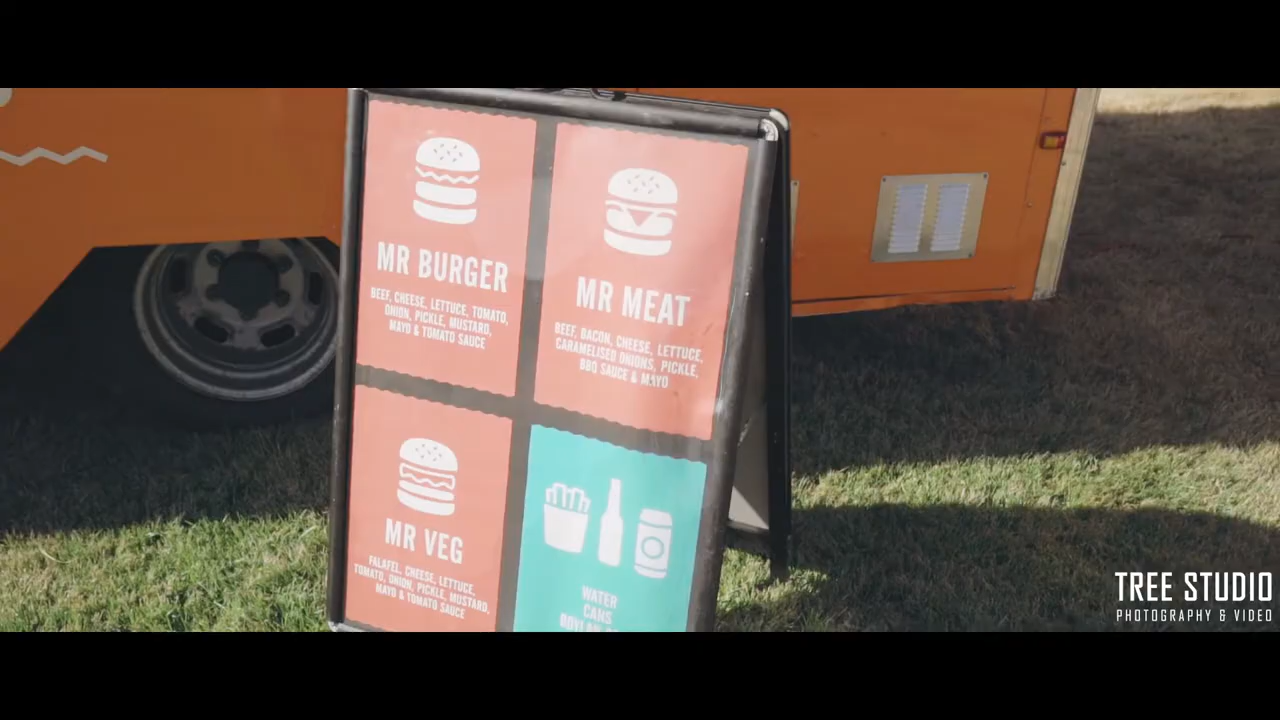 MR BURGER
BEEF, CHEESE, LETTUCE, TOMATO,
ONION, PICKLE, MUSTARD,
MAYO & TOMATO SAUCE
MR MEAT
BEEF, BACON, CHEESE, LETTUCE,
CARAMELISED ONIONS, PICKLE,
BBQ SAUCE & MAYO
MR VEG
FALAFEL, CHEESE, LETTUCE,
TOMATO, ONION, PICKLE, MUSTARD,
MAYO & TOMATO SAUCE
WATER
CANS
TREE STUDIO
PHOTOGRAPHY & VIDEO